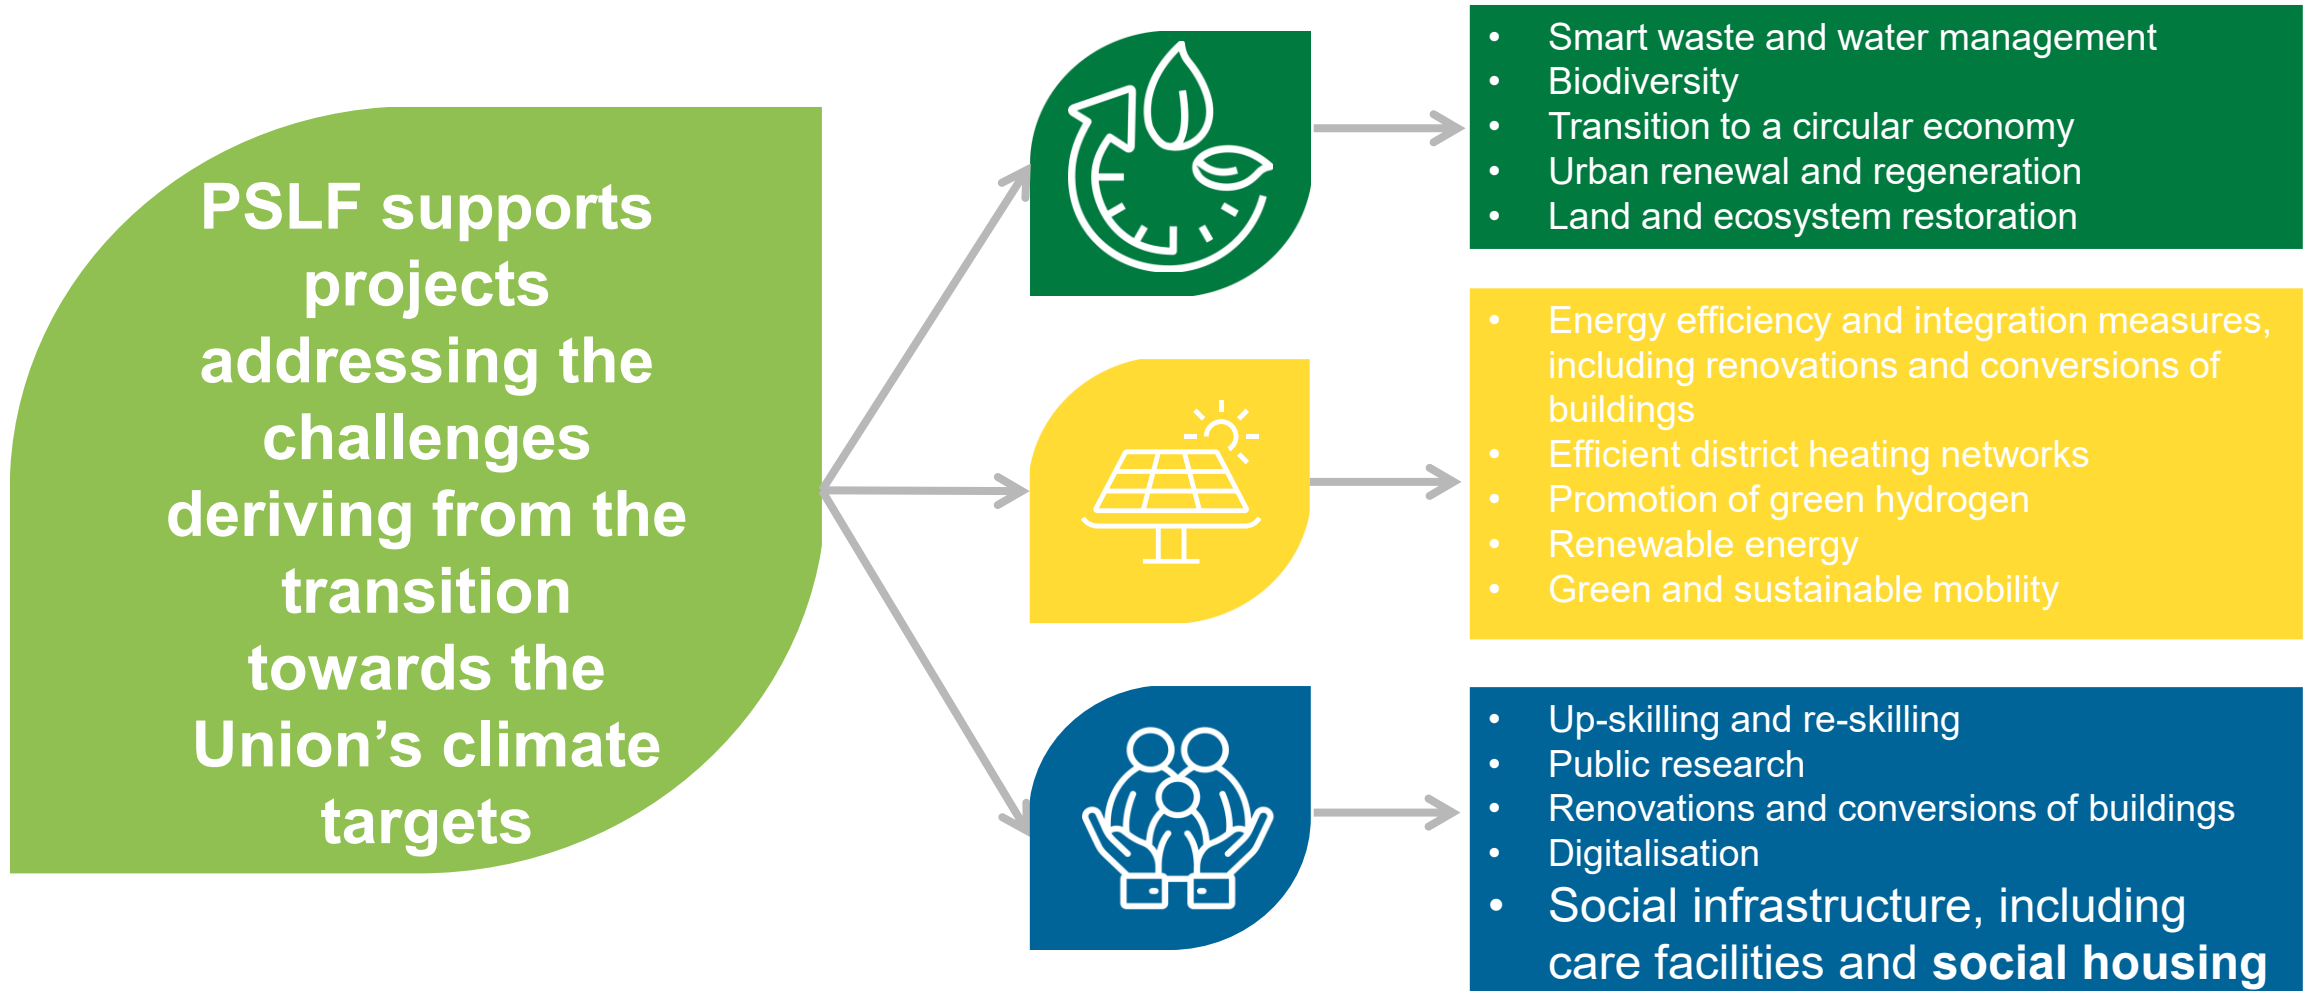 PSLF supports
projects
addressing the
challenges
deriving from the
transition
towards the
Union’s climate
targets
• Smart waste and water management
• Biodiversity
• Transition to a circular economy
• Urban renewal and regeneration
• Land and ecosystem restoration
• Energy efficiency and integration measures,
including renovations and conversions of
buildings
• Efficient district heating networks
• Promotion of green hydrogen
• Renewable energy
• Green and sustainable mobility
• Up-skilling and re-skilling
• Public research
• Renovations and conversions of buildings
• Digitalisation
• Social infrastructure, including
care facilities and social housing